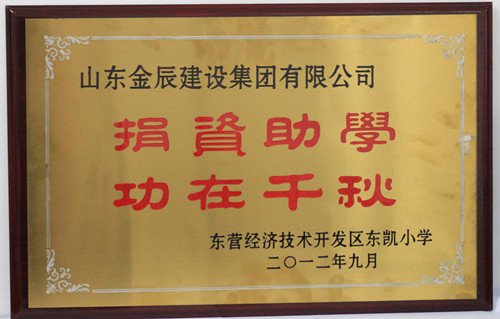 山东金辰建设集团有限公司
捐資助學
功在千秋
东营经济技术开发区东凯小学
二〇一二年九月